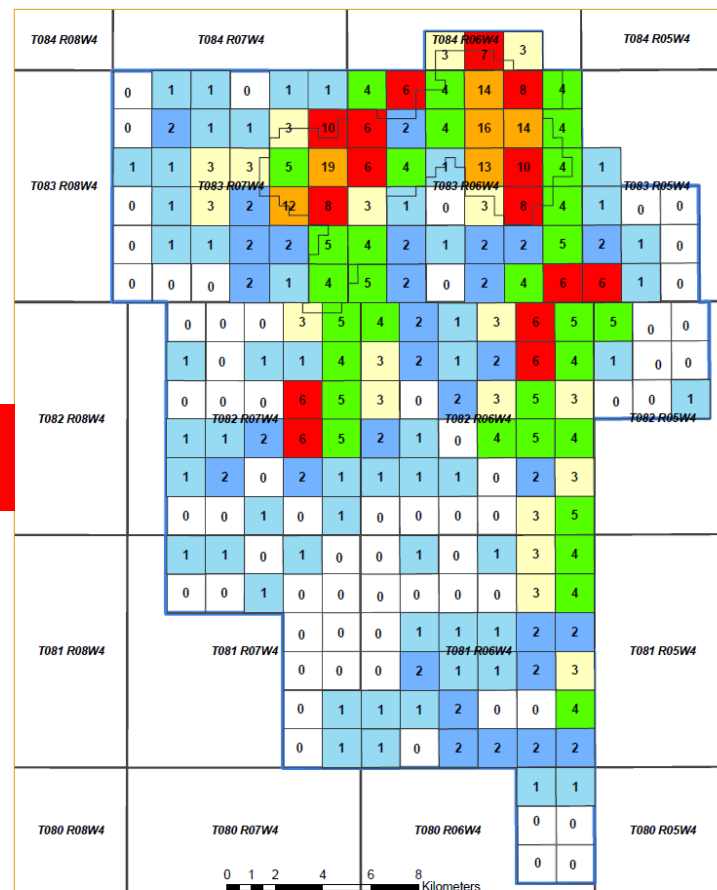 T084 R08W4 T084 R07W4 T084 R06W4 T084 R05W4
3 7 3
0 1 1 0 1 1 4 6 4 14 8 4
0 2 1 1 3 10 6 2 4 16 14 4
1 1 3 3 5 19 6 4 1 13 10 4 1
T083 R08W4 T083 R07W4 T083 R06W4 T083 R05W4
0 1 3 2 12 8 3 1 0 3 8 4 1 0 0
0 1 1 2 2 5 4 2 1 2 2 5 2 1 0
0 0 0 2 1 4 5 2 0 2 4 6 6 1 0
0 0 0 3 5 4 2 1 3 6 5 5 0 0
1 0 1 1 4 3 2 1 2 6 4 1 0 0
0 0 0 6 5 3 0 2 3 5 3 0 0 1
T082 R08W4 T082 R07W4 T082 R06W4 T082 R05W4
1 1 2 6 5 2 1 0 4 5 4
1 2 0 2 1 1 1 1 0 2 3
0 0 1 0 1 0 0 0 0 3 5
1 1 0 1 0 0 1 0 1 3 4
0 0 1 0 0 0 0 0 0 3 4
0 0 0 1 1 1 2 2
T081 R08W4 T081 R07W4 T081 R06W4 T081 R05W4
0 0 0 2 1 1 2 3
0 1 1 1 2 0 0 4
0 1 1 0 2 2 2 2
1 1
T080 R08W4 T080 R07W4 T080 R06W4 T080 R05W4
0 0
0 0
0 1 2 4 6 8
Kilometers